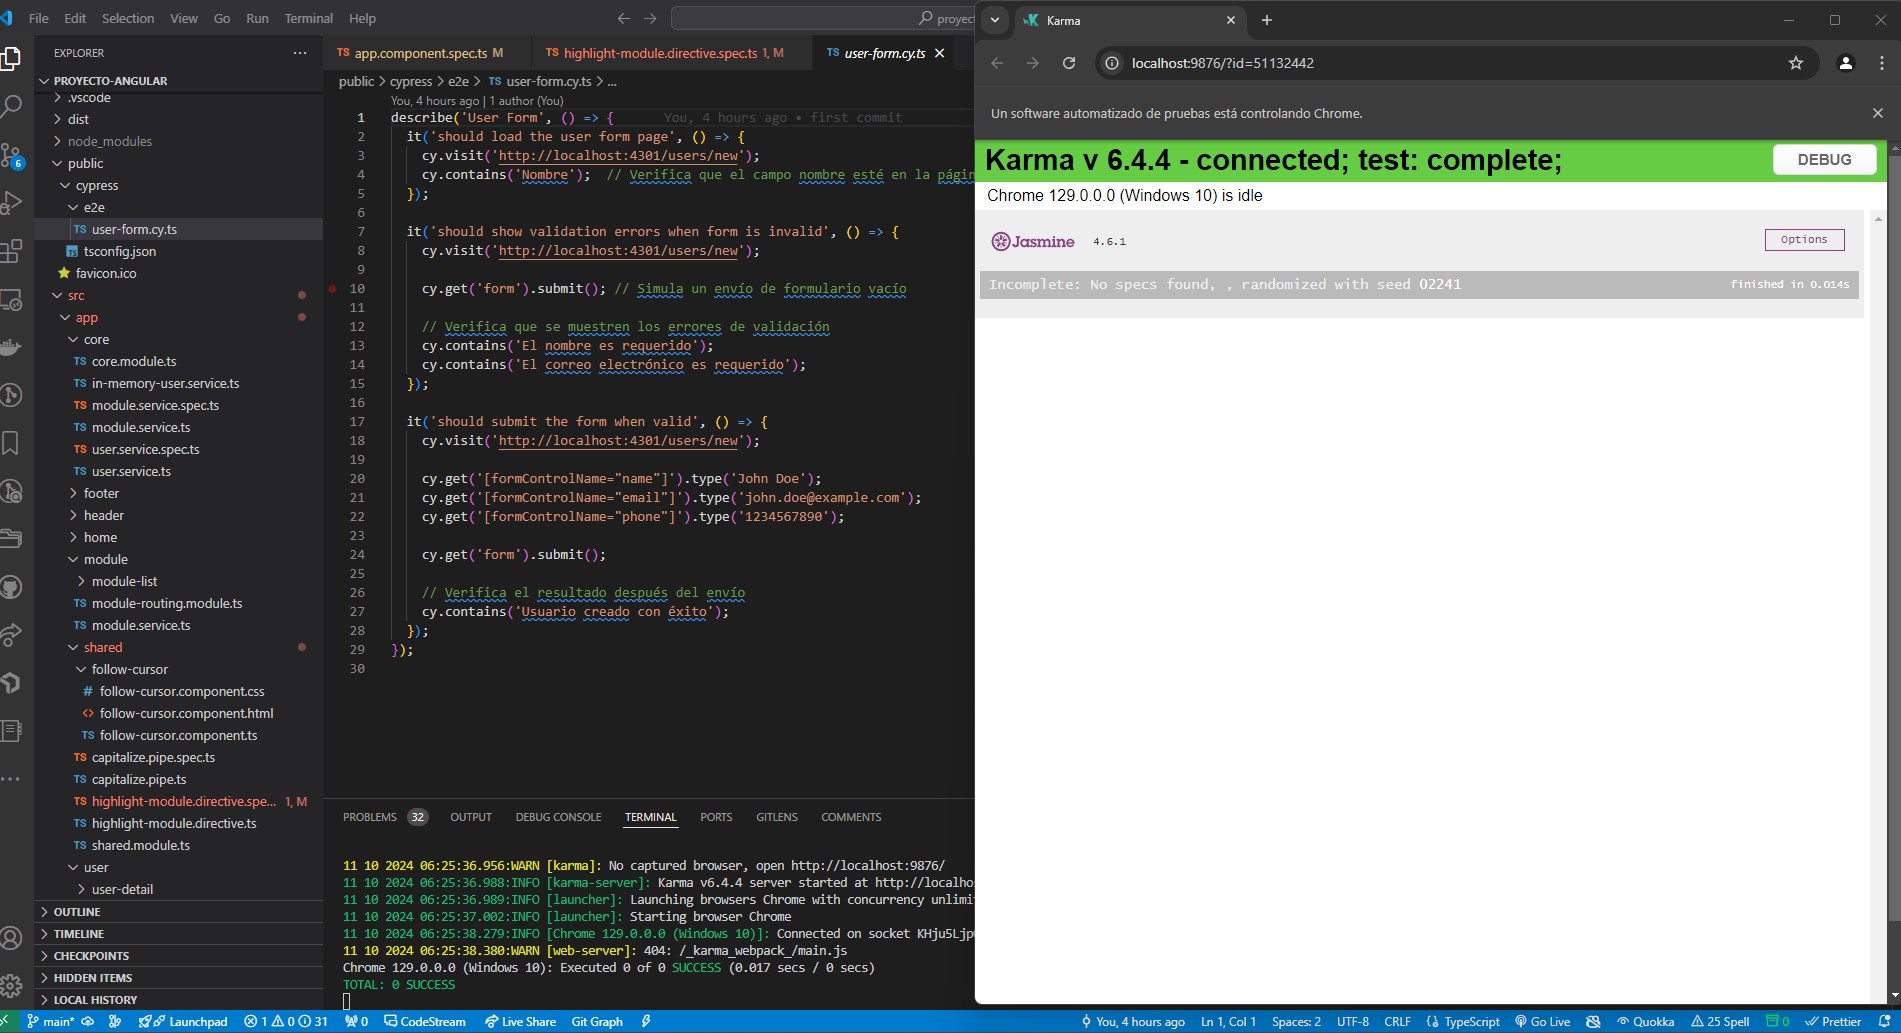 File Edit Selection View Go Run Terminal Help
proyec
EXPLORER
PROYECTO-ANGULAR
.vscode
dist
node_modules
public
cypress
e2e
TS user-form.cy.ts
tsconfig.json
favicon.ico
src
app
core
TS core.module.ts
TS in-memory-user.service.ts
TS module.service.spec.ts
TS module.service.ts
TS user.service.spec.ts
TS user.service.ts
footer
header
home
module
module-list
TS module-routing.module.ts
TS module.service.ts
shared
follow-cursor
# follow-cursor.component.css
<> follow-cursor.component.html
TS follow-cursor.component.ts
TS capitalize.pipe.spec.ts
TS capitalize.pipe.ts
TS highlight-module.directive.spe... 1, M
TS highlight-module.directive.ts
TS shared.module.ts
user
user-detail
OUTLINE
TIMELINE
CHECKPOINTS
HIDDEN ITEMS
LOCAL HISTORY
6
TS app.component.spec.ts M
TS highlight-module.directive.spec.ts 1, M
TS user-form.cy.ts
public > cypress > e2e > TS user-form.cy.ts > ...
You, 4 hours ago | 1 author (You)
1 describe('User Form', () => { You, 4 hours ago • first commit
2 it('should load the user form page', () => {
3 cy.visit('http://localhost:4301/users/new');
4 cy.contains('Nombre'); // Verifica que el campo nombre esté en la págin
5 });
6
7 it('should show validation errors when form is invalid', () => {
8 cy.visit('http://localhost:4301/users/new');
9
10 cy.get('form').submit(); // Simula un envío de formulario vacío
11
12 // Verifica que se muestren los errores de validación
13 cy.contains('El nombre es requerido');
14 cy.contains('El correo electrónico es requerido');
15 });
16
17 it('should submit the form when valid', () => {
18 cy.visit('http://localhost:4301/users/new');
19
20 cy.get('[formControlName="name"]').type('John Doe');
21 cy.get('[formControlName="email"]').type('john.doe@example.com');
22 cy.get('[formControlName="phone"]').type('1234567890');
23
24 cy.get('form').submit();
25
26 // Verifica el resultado después del envío
27 cy.contains('Usuario creado con éxito');
28 });
29 });
30
PROBLEMS 32 OUTPUT DEBUG CONSOLE TERMINAL PORTS GITLENS COMMENTS
11 10 2024 06:25:36.956:WARN [karma]: No captured browser, open http://localhost:9876/
11 10 2024 06:25:36.988:INFO [karma-server]: Karma v6.4.4 server started at http://localho
11 10 2024 06:25:36.989:INFO [launcher]: Launching browsers Chrome with concurrency unlimi
11 10 2024 06:25:37.002:INFO [launcher]: Starting browser Chrome
11 10 2024 06:25:38.279:INFO [Chrome 129.0.0.0 (Windows 10)]: Connected on socket KHju5Ljp
11 10 2024 06:25:38.380:WARN [web-server]: 404: /_karma_webpack_/main.js
Chrome 129.0.0.0 (Windows 10): Executed 0 of 0 SUCCESS (0.017 secs / 0 secs)
TOTAL: 0 SUCCESS
Karma
localhost:9876/?id=51132442
Un software automatizado de pruebas está controlando Chrome.
Karma v 6.4.4 - connected; test: complete;
DEBUG
Chrome 129.0.0.0 (Windows 10) is idle
Jasmine 4.6.1
Options
Incomplete: No specs found, , randomized with seed 02241
finished in 0.014s
main* Launchpad 1 0 31 0 CodeStream Live Share Git Graph
You, 4 hours ago Ln 1, Col 1 Spaces: 2 UTF-8 CRLF {} TypeScript Go Live Quokka 25 Spell 0 Prettier